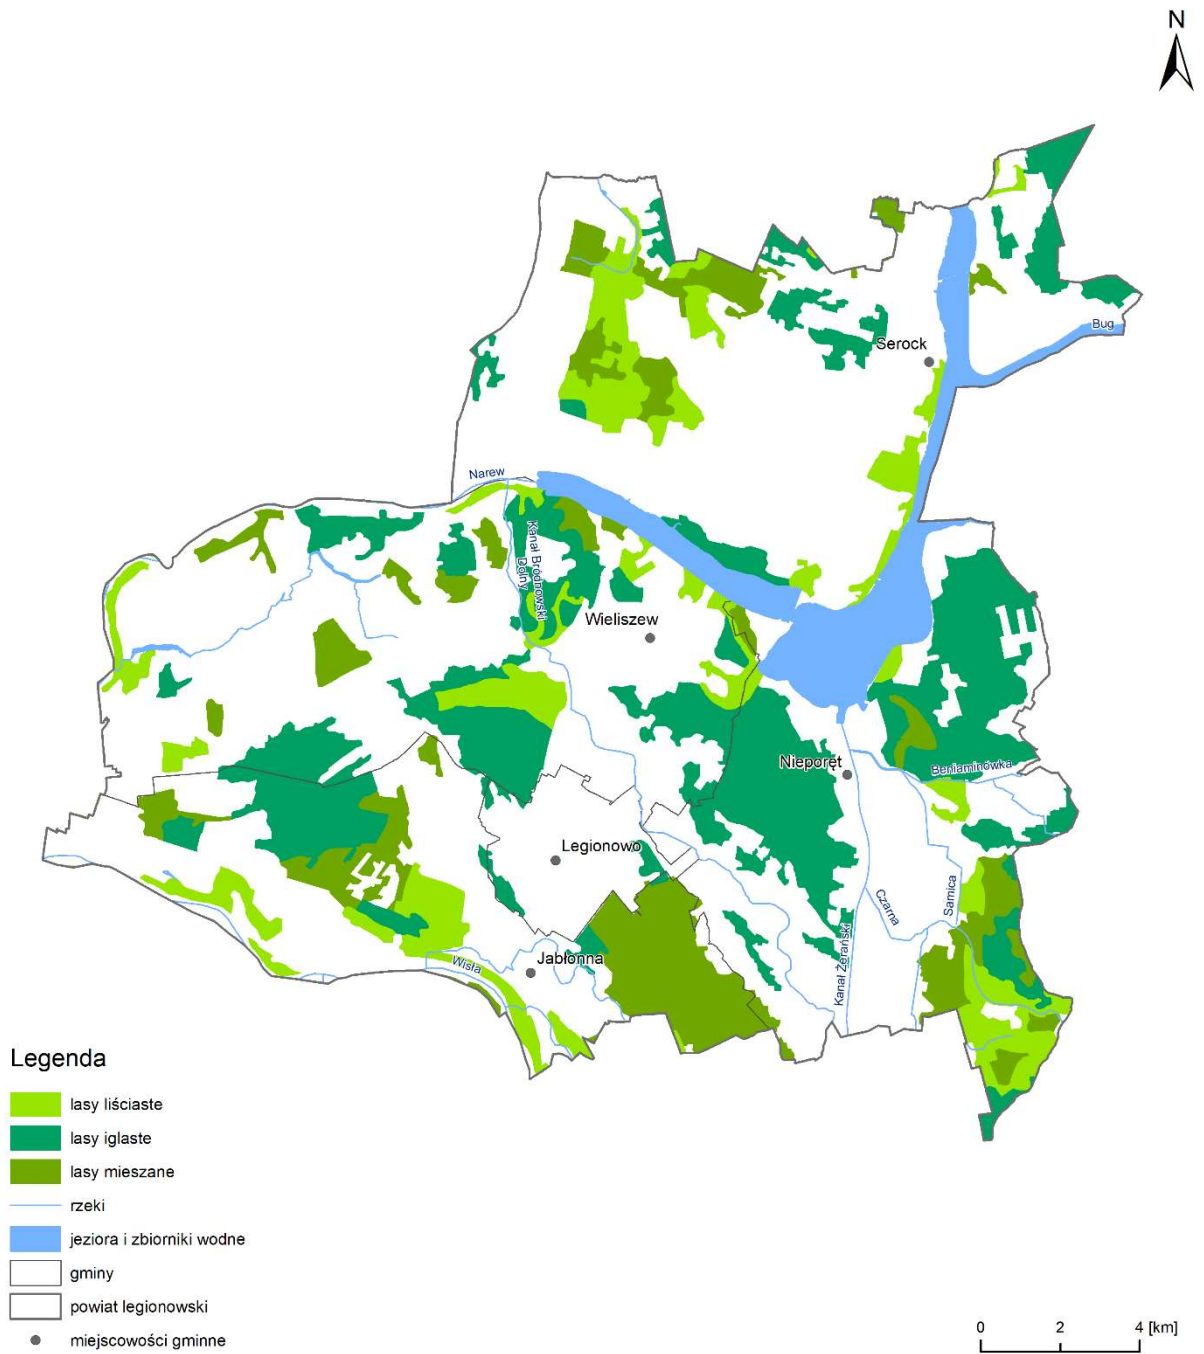 N
Bug
Serock
Narew
Kanał Bródnowski
Dolny
Wieliszew
Nieporęt
Beniaminówka
Legionowo
Czarna
Samica
Kanał Żerański
Jabłonna
Wisła
Legenda
lasy liściaste
lasy iglaste
lasy mieszane
rzeki
jeziora i zbiorniki wodne
gminy
powiat legionowski
miejscowości gminne
0 2 4 [km]